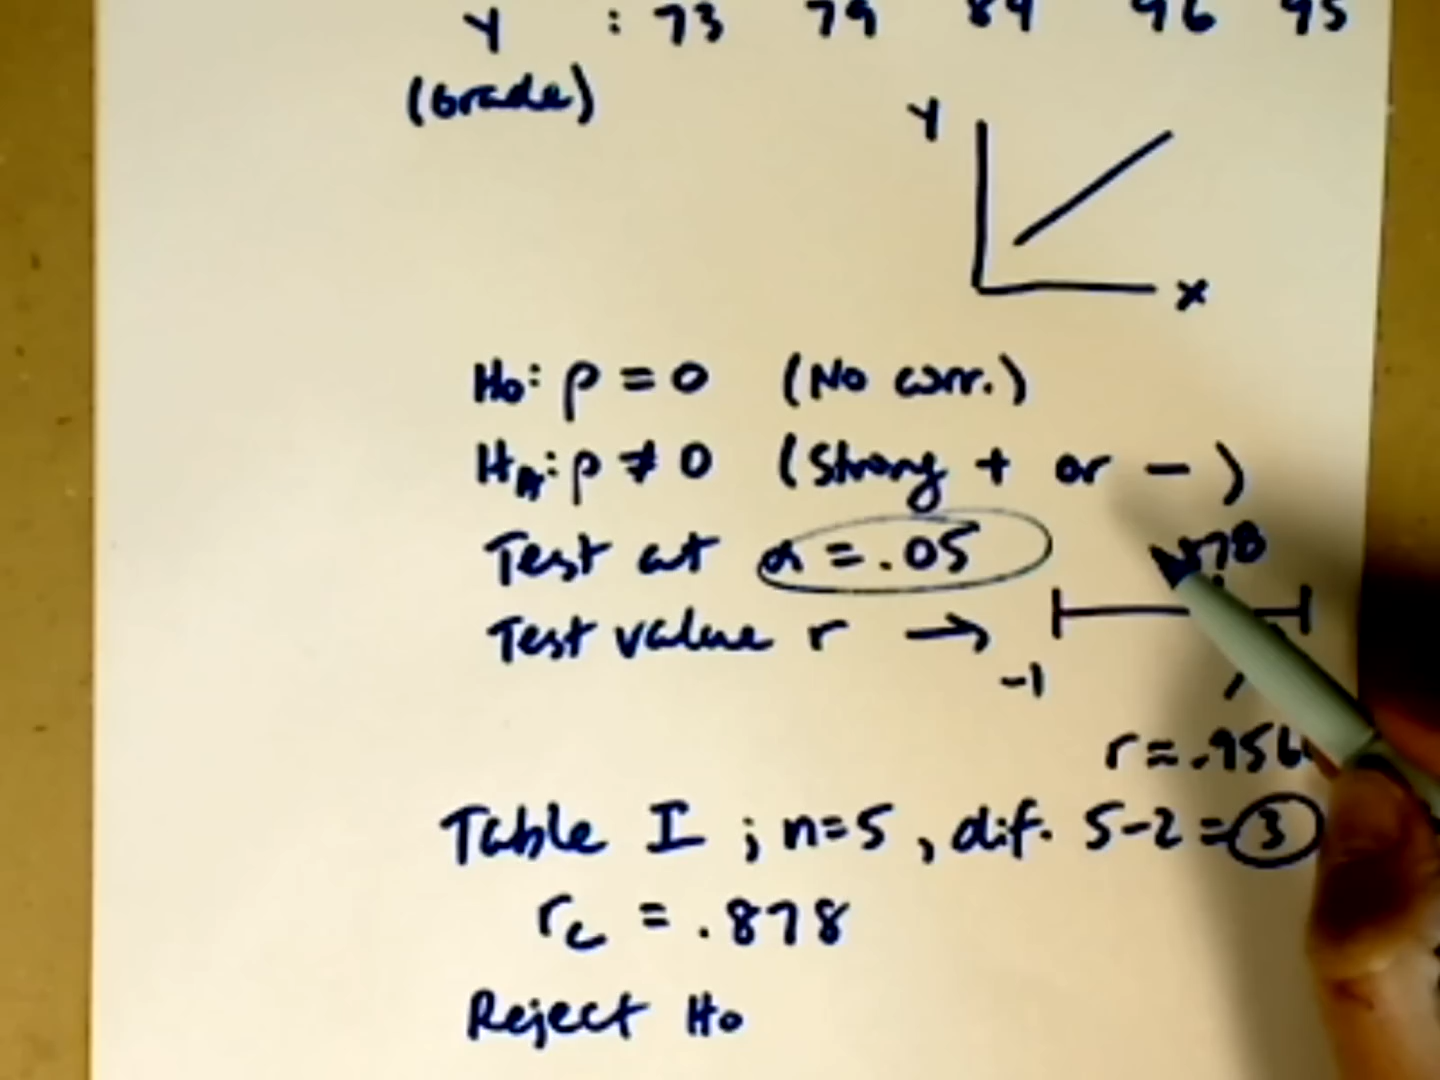 Y : 73 79 84 96 95
(Grade)
Y
X
Ho: ρ = 0 (No corr.)
HA: ρ ≠ 0 (Strong + or -)
Test at α = .05
Test value r → -1
r = .956
Table I ; n=5 , d.f. 5-2 = 3
rc = .878
Reject Ho